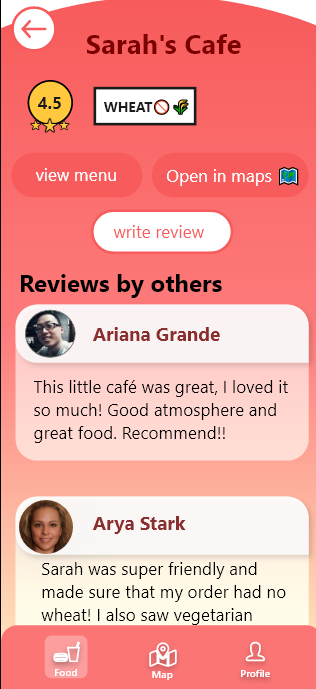 Sarah's Cafe
4.5
WHEAT
view menu
Open in maps
write review
Reviews by others
Ariana Grande
This little café was great, I loved it
so much! Good atmosphere and
great food. Recommend!!
Arya Stark
Sarah was super friendly and
made sure that my order had no
wheat! I also saw vegetarian
Food
Map
Profile